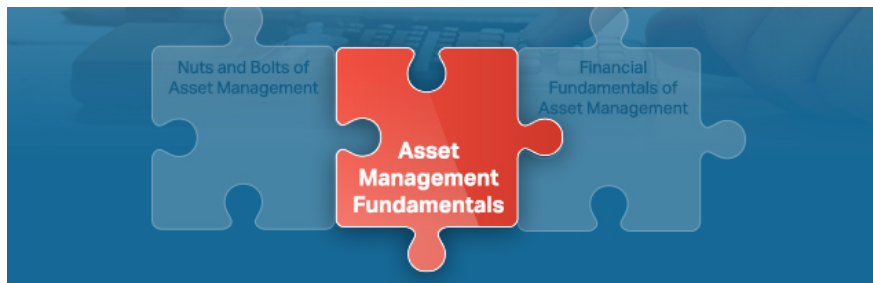 Nuts and Bolts of
Asset Management
Asset
Management
Fundamentals
Financial
Fundamentals of
Asset Management